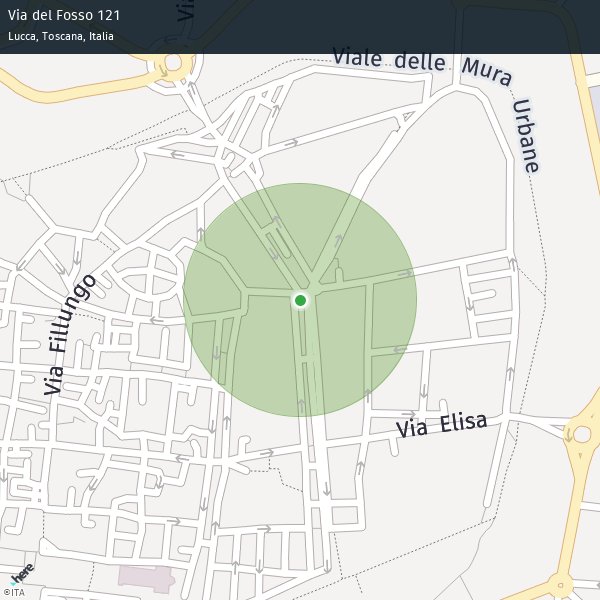 Via del Fosso 121
Lucca, Toscana, Italia
Via
Viale delle Mura Urbane
Via Fillungo
Via Elisa
here
©ITA